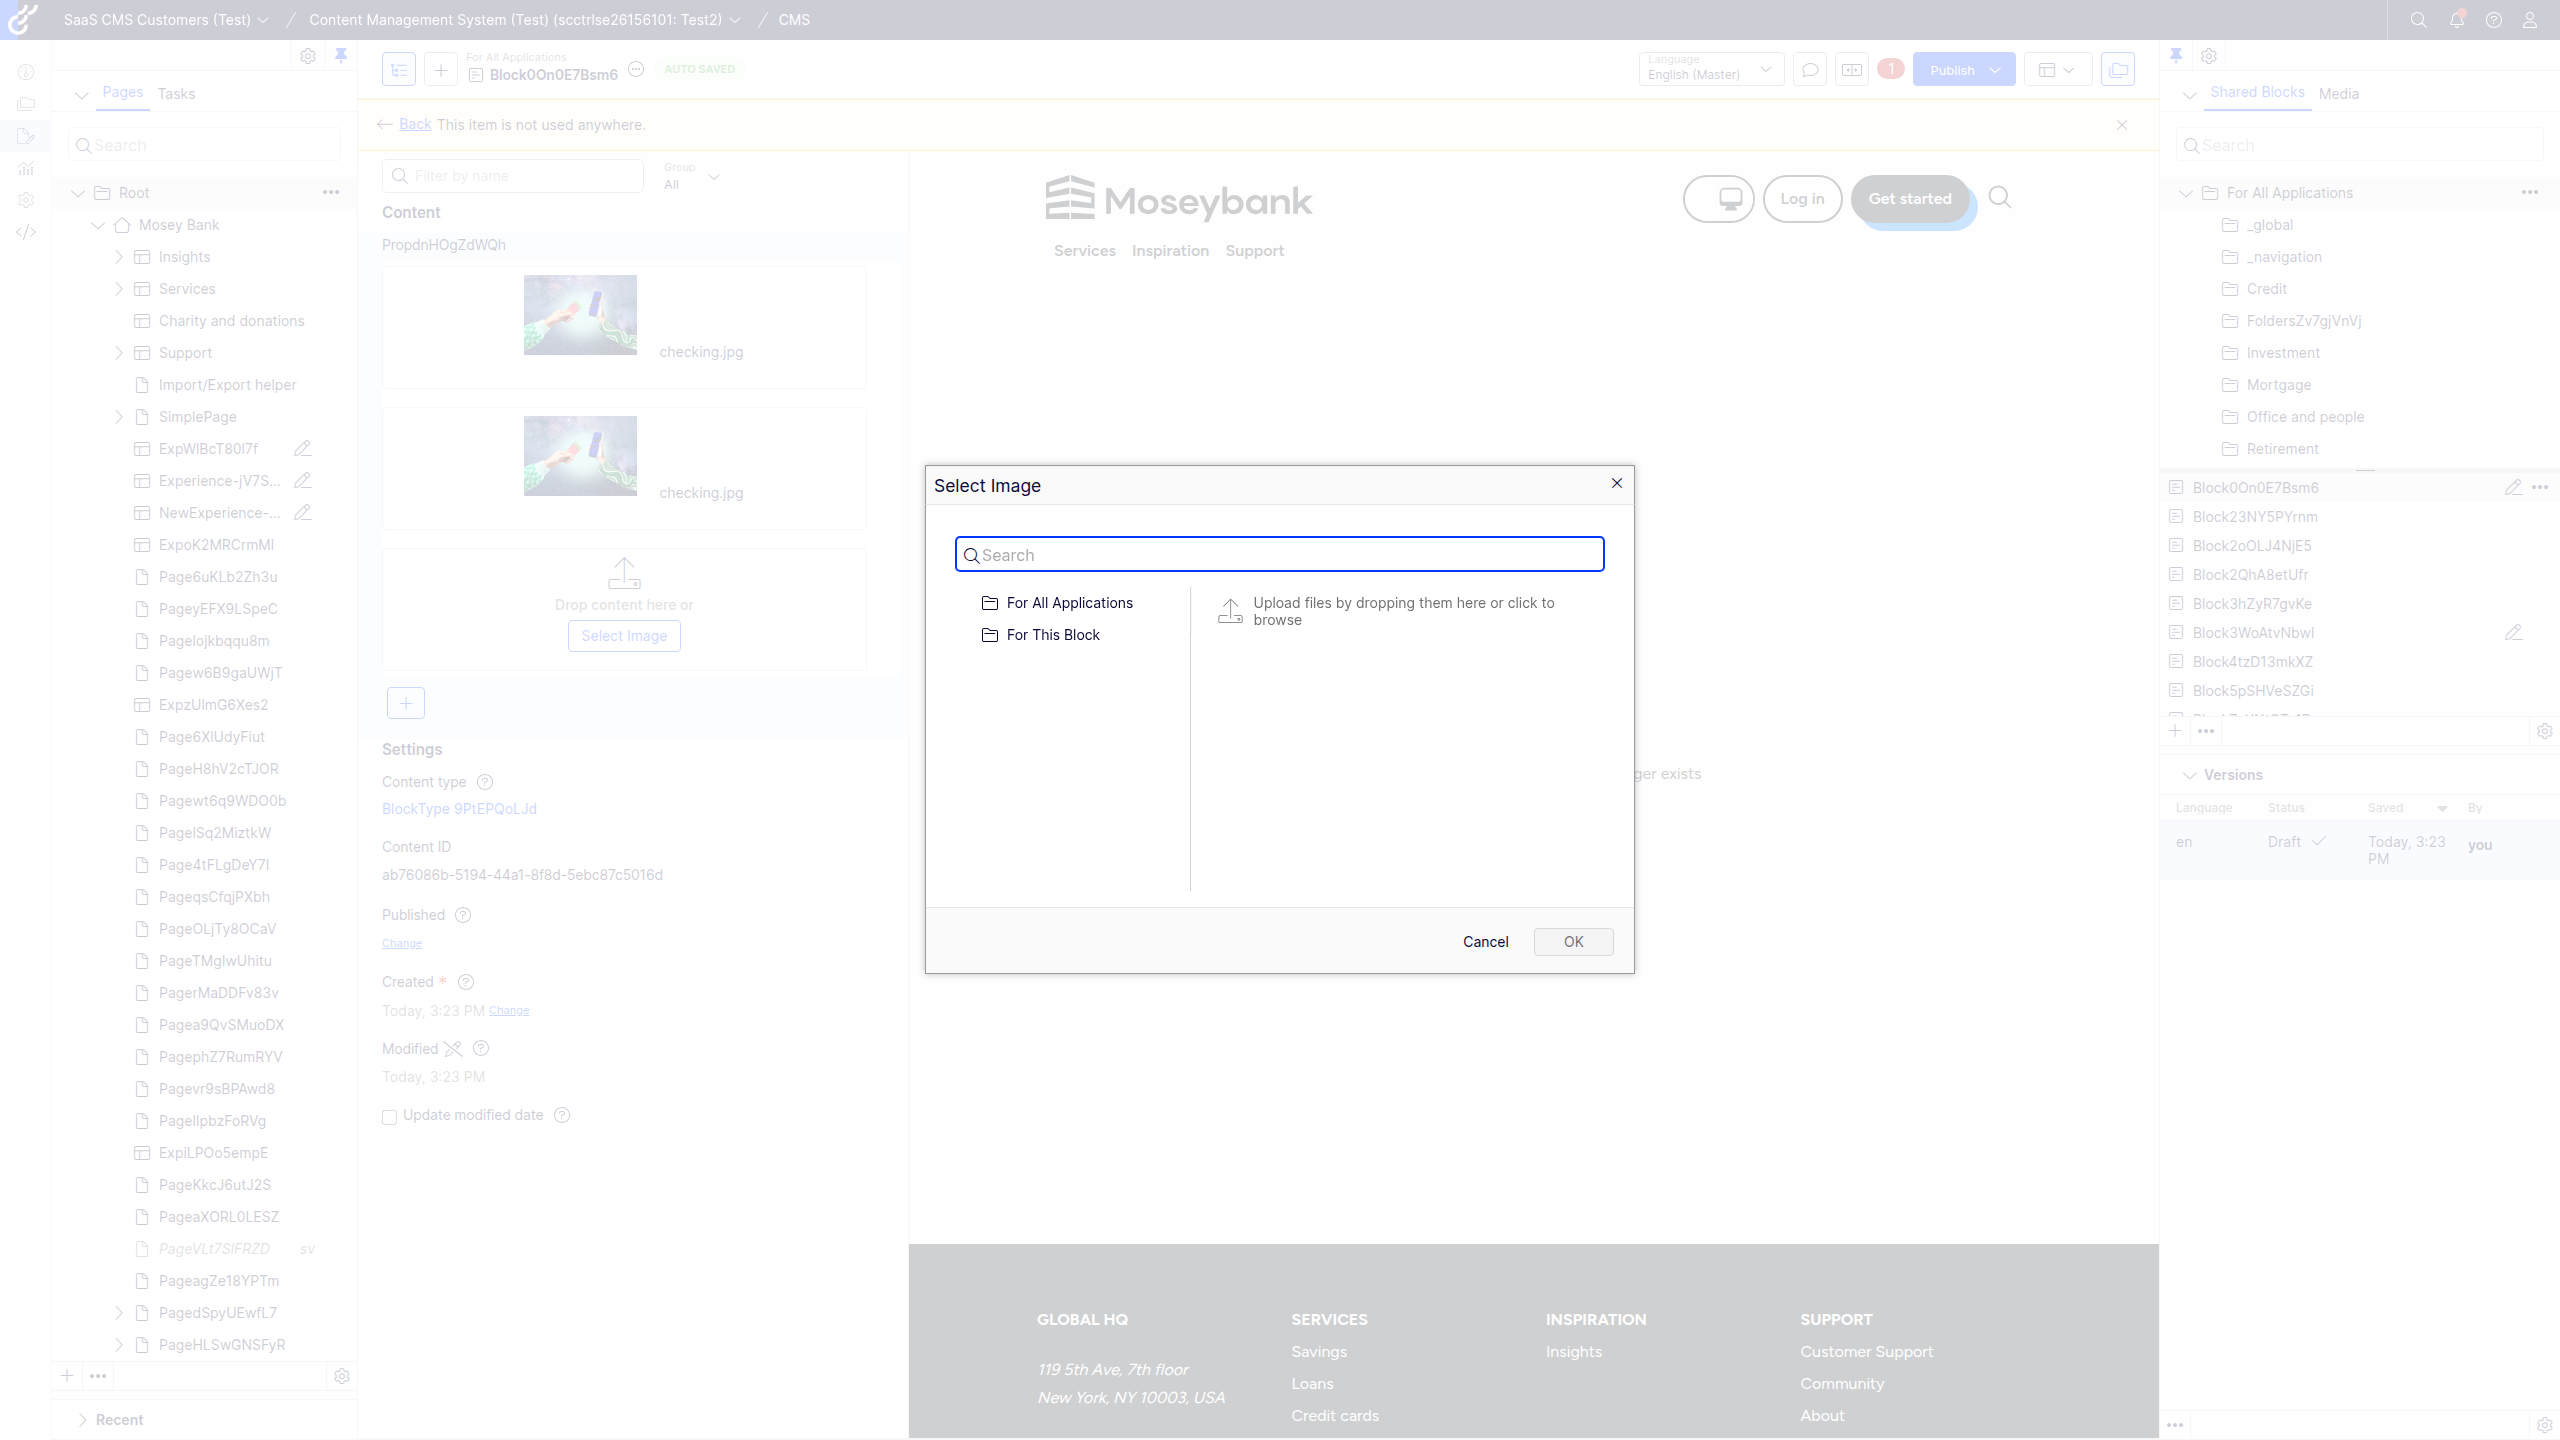 SaaS CMS Customers (Test) / Content Management System (Test) (scctrlse26156101: Test2) / CMS
Pages Tasks
Search
Root
Mosey Bank
Insights
Services
Charity and donations
Support
Import/Export helper
SimplePage
ExpWlBcT80I7f
Experience-jV7S...
NewExperience-...
ExpoK2MRCrmMl
Page6uKLb2Zh3u
PageyEFX9LSpeC
Pagelojkbqqu8m
Pagew6B9gaUWjT
ExpzUlmG6Xes2
Page6XlUdyFiut
PageH8hV2cTJOR
Pagewt6q9WDO0b
PagelSq2MiztkW
Page4tFLgDeY7l
PageqsCfqjPXbh
PageOLjTy8OCaV
PageTMglwUhitu
PagerMaDDFv83v
Pagea9QvSMuoDX
PagephZ7RumRYV
Pagevr9sBPAwd8
PagellpbzFoRVg
ExpiLPOo5empE
PageKkcJ6utJ2S
PageaXORL0LESZ
PageVLt7SlFRZD sv
PageagZe18YPTm
PagedSpyUEwfL7
PageHLSwGNSFyR
Recent
For All Applications
Block0On0E7Bsm6
AUTO SAVED
Language
English (Master)
1
Publish
Back This item is not used anywhere.
Filter by name
Group
All
Content
PropdnHOgZdWQh
checking.jpg
checking.jpg
Drop content here or
Select Image
Settings
Content type
BlockType 9PtEPQoLJd
Content ID
ab76086b-5194-44a1-8f8d-5ebc87c5016d
Published
Change
Created *
Today, 3:23 PM Change
Modified
Today, 3:23 PM
Update modified date
Moseybank
Log in
Get started
Services Inspiration Support
ger exists
Select Image
Search
For All Applications
For This Block
Upload files by dropping them here or click to
browse
Cancel
OK
GLOBAL HQ
119 5th Ave, 7th floor
New York, NY 10003, USA
SERVICES
Savings
Loans
Credit cards
INSPIRATION
Insights
SUPPORT
Customer Support
Community
About
Shared Blocks Media
Search
For All Applications
_global
_navigation
Credit
FoldersZv7gjVnVj
Investment
Mortgage
Office and people
Retirement
Block0On0E7Bsm6
Block23NY5PYrnm
Block2oOLJ4NjE5
Block2QhA8etUfr
Block3hZyR7gvKe
Block3WoAtvNbwl
Block4tzD13mkXZ
Block5pSHVeSZGi
Versions
Language Status Saved By
en Draft Today, 3:23 you
PM